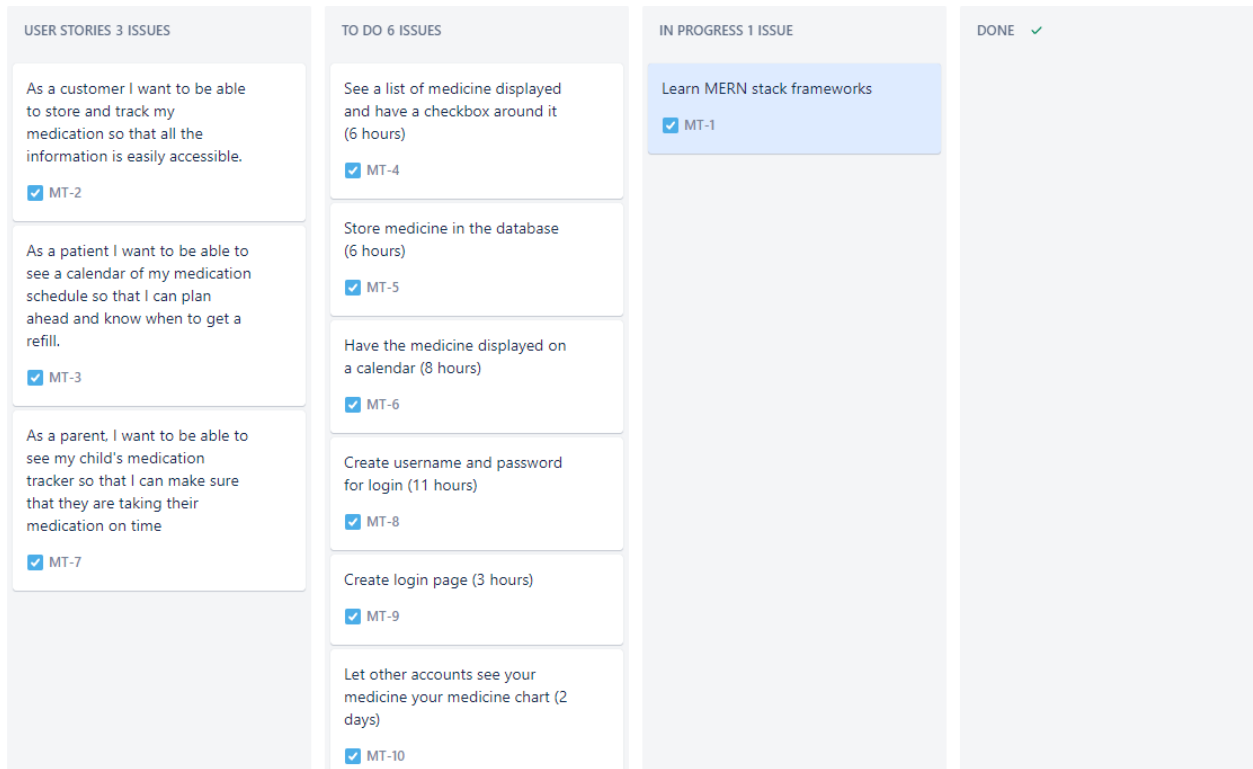 USER STORIES 3 ISSUES
As a customer I want to be able
to store and track my
medication so that all the
information is easily accessible.
MT-2
As a patient I want to be able to
see a calendar of my medication
schedule so that I can plan
ahead and know when to get a
refill.
MT-3
As a parent, I want to be able to
see my child's medication
tracker so that I can make sure
that they are taking their
medication on time
MT-7
TO DO 6 ISSUES
See a list of medicine displayed
and have a checkbox around it
(6 hours)
MT-4
Store medicine in the database
(6 hours)
MT-5
Have the medicine displayed on
a calendar (8 hours)
MT-6
Create username and password
for login (11 hours)
MT-8
Create login page (3 hours)
MT-9
Let other accounts see your
medicine your medicine chart (2
days)
MT-10
IN PROGRESS 1 ISSUE
Learn MERN stack frameworks
MT-1
DONE